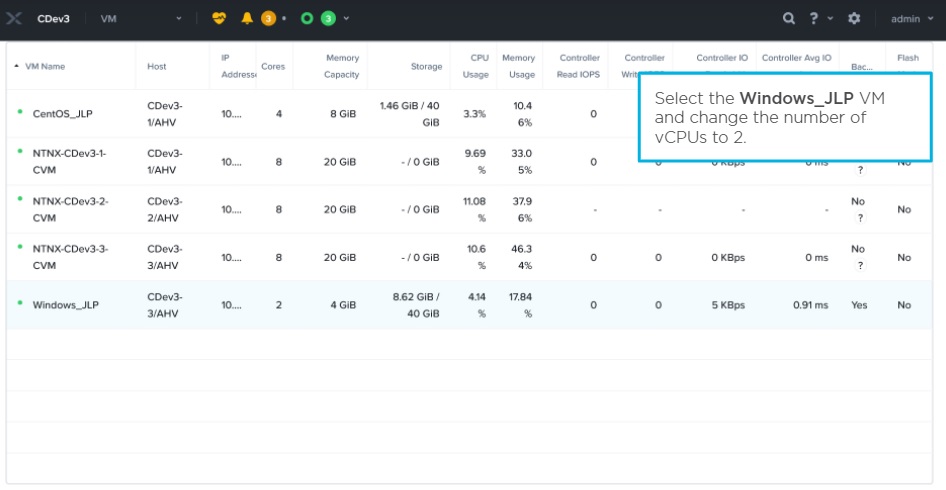 CDev3 VM 3 3 ? admin
VM Name Host IP Addresse Cores Memory Capacity Storage CPU Usage Memory Usage Controller Read IOPS Controller Controller IO Controller Avg IO Bac... Flash
Select the Windows_JLP VM
and change the number of
vCPUs to 2.
CentOS_JLP CDev3-1/AHV 10.... 4 8 GiB 1.46 GiB / 40 GiB 3.3% 10.46% 0
NTNX-CDev3-1-CVM CDev3-1/AHV 10.... 8 20 GiB - / 0 GiB 9.69% 33.05% 0 0 0 KBps 0 ms ? No
NTNX-CDev3-2-CVM CDev3-2/AHV 10.... 8 20 GiB - / 0 GiB 11.08% 37.96% - - - - No ? No
NTNX-CDev3-3-CVM CDev3-3/AHV 10.... 8 20 GiB - / 0 GiB 10.6% 46.34% 0 0 0 KBps 0 ms No ? No
Windows_JLP CDev3-3/AHV 10.... 2 4 GiB 8.62 GiB / 40 GiB 4.14% 17.84% 0 0 5 KBps 0.91 ms Yes No